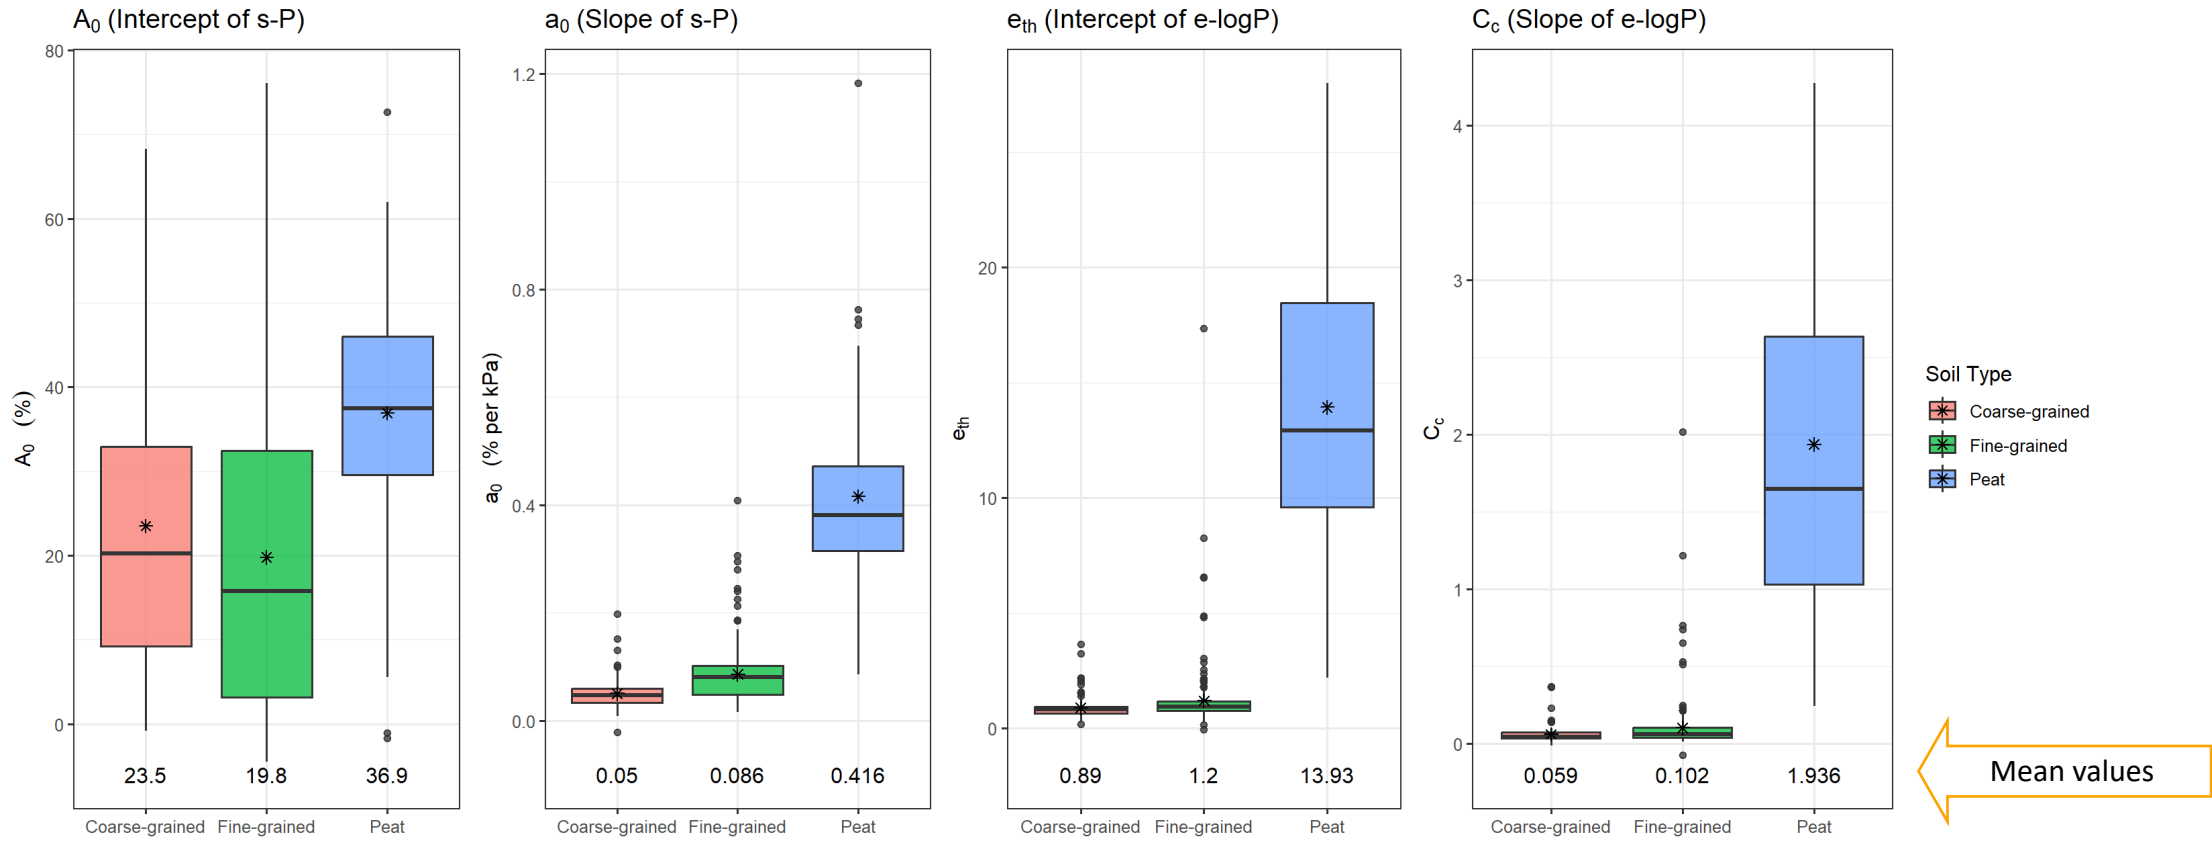 A₀ (Intercept of s-P)
80
60
40
20
0
A₀ (%)
23.5 19.8 36.9
Coarse-grained Fine-grained Peat
a₀ (Slope of s-P)
1.2
0.8
0.4
0.0
a₀ (% per kPa)
0.05 0.086 0.416
Coarse-grained Fine-grained Peat
eₜₕ (Intercept of e-logP)
20
10
0
eₜₕ
0.89 1.2 13.93
Coarse-grained Fine-grained Peat
C꜀ (Slope of e-logP)
4
3
2
1
0
C꜀
0.059 0.102 1.936
Coarse-grained Fine-grained Peat
Soil Type
Coarse-grained
Fine-grained
Peat
Mean values